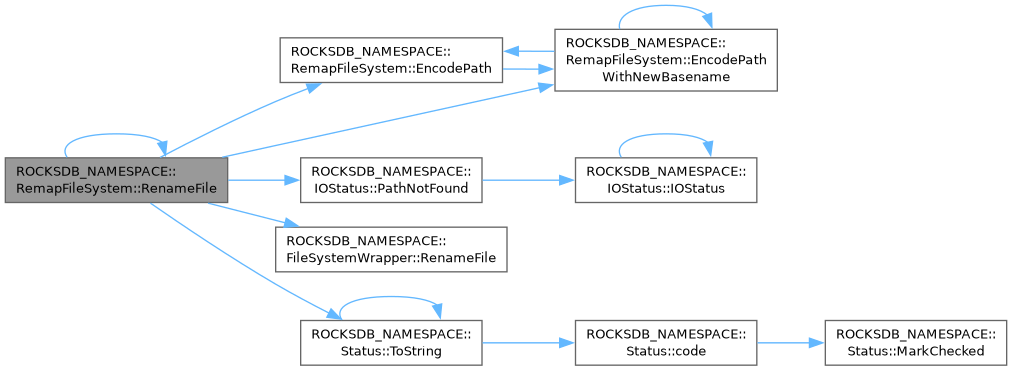 ROCKSDB_NAMESPACE::
RemapFileSystem::RenameFile
ROCKSDB_NAMESPACE::
RemapFileSystem::EncodePath
ROCKSDB_NAMESPACE::
RemapFileSystem::EncodePath
WithNewBasename
ROCKSDB_NAMESPACE::
IOStatus::PathNotFound
ROCKSDB_NAMESPACE::
IOStatus::IOStatus
ROCKSDB_NAMESPACE::
FileSystemWrapper::RenameFile
ROCKSDB_NAMESPACE::
Status::ToString
ROCKSDB_NAMESPACE::
Status::code
ROCKSDB_NAMESPACE::
Status::MarkChecked